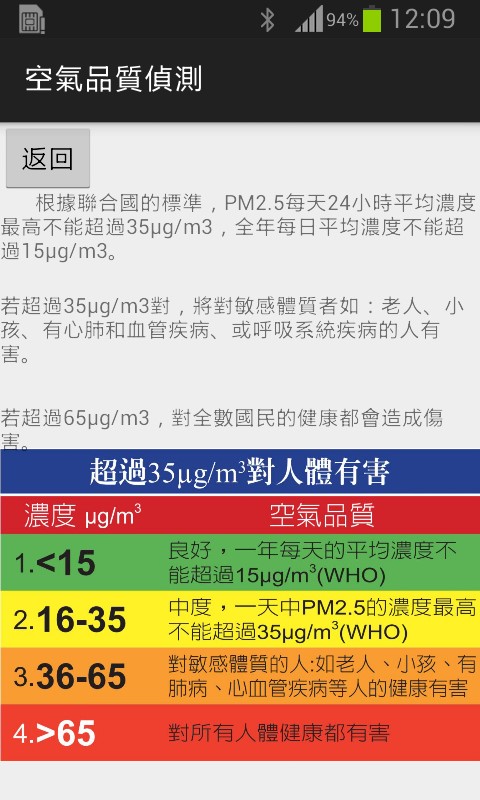 94% 12:09
空氣品質偵測
返回
根據聯合國的標準，PM2.5每天24小時平均濃度
最高不能超過35μg/m3，全年每日平均濃度不能超
過15μg/m3。
若超過35μg/m3對，將對敏感體質者如：老人、小
孩、有心肺和血管疾病、或呼吸系統疾病的人有
害。
若超過65μg/m3，對全數國民的健康都會造成傷
害。
超過35μg/m³對人體有害
濃度 μg/m³ 空氣品質
1.<15 良好，一年每天的平均濃度不
能超過15μg/m³(WHO)
2.16-35 中度，一天中PM2.5的濃度最高
不能超過35μg/m³(WHO)
3.36-65 對敏感體質的人:如老人、小孩、有
肺病、心血管疾病等人的健康有害
4.>65 對所有人體健康都有害